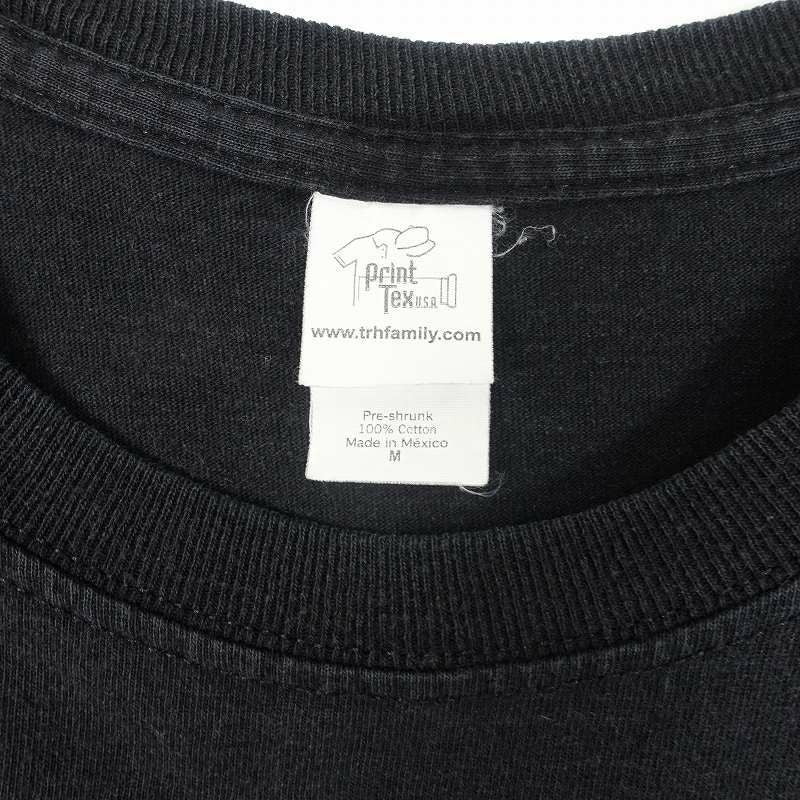 Print
Tex U.S.A
www.trhfamily.com
Pre-shrunk
100% Cotton
Made in México
M